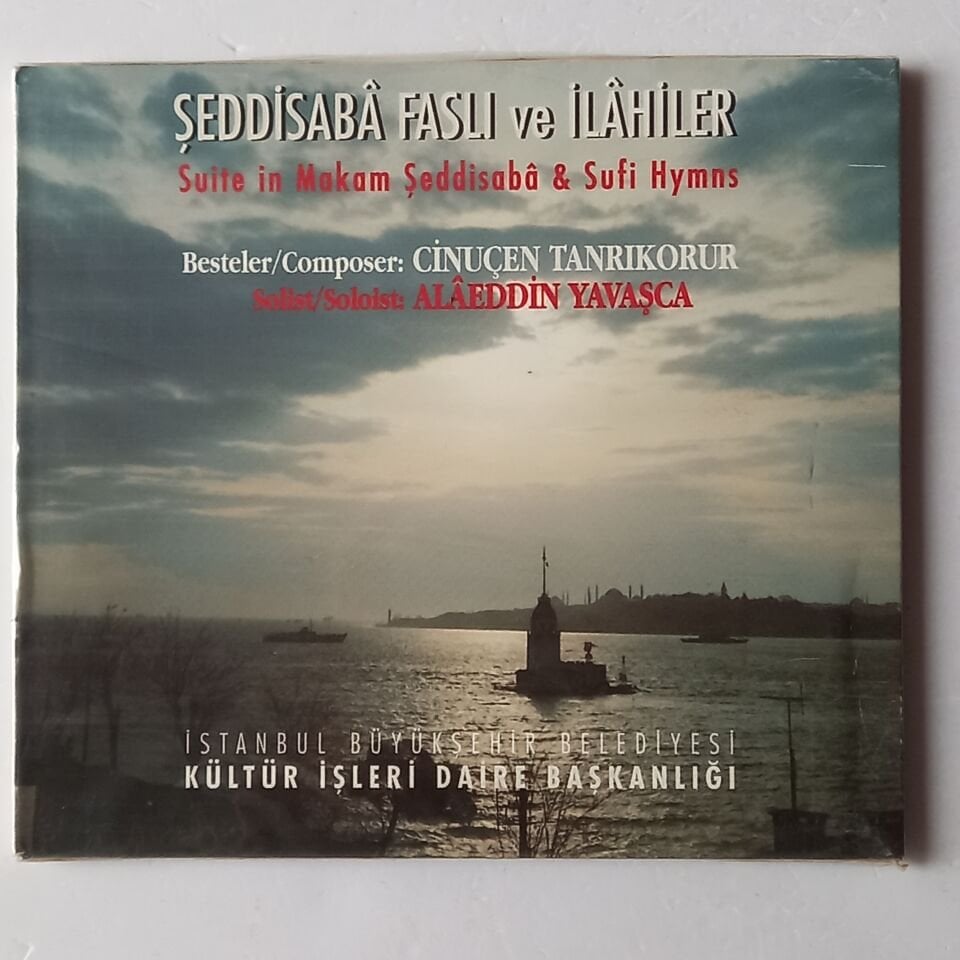 ŞEDDİSABÂ FASLI ve İLÂHİLER
Suite in Makam Şeddisabâ & Sufi Hymns
Besteler/Composer: CİNUÇEN TANRIKORUR
Solist/Soloist: ALÂEDDİN YAVAŞCA
İSTANBUL BÜYÜKŞEHİR BELEDİYESİ
KÜLTÜR İŞLERİ DAİRE BAŞKANLIĞI